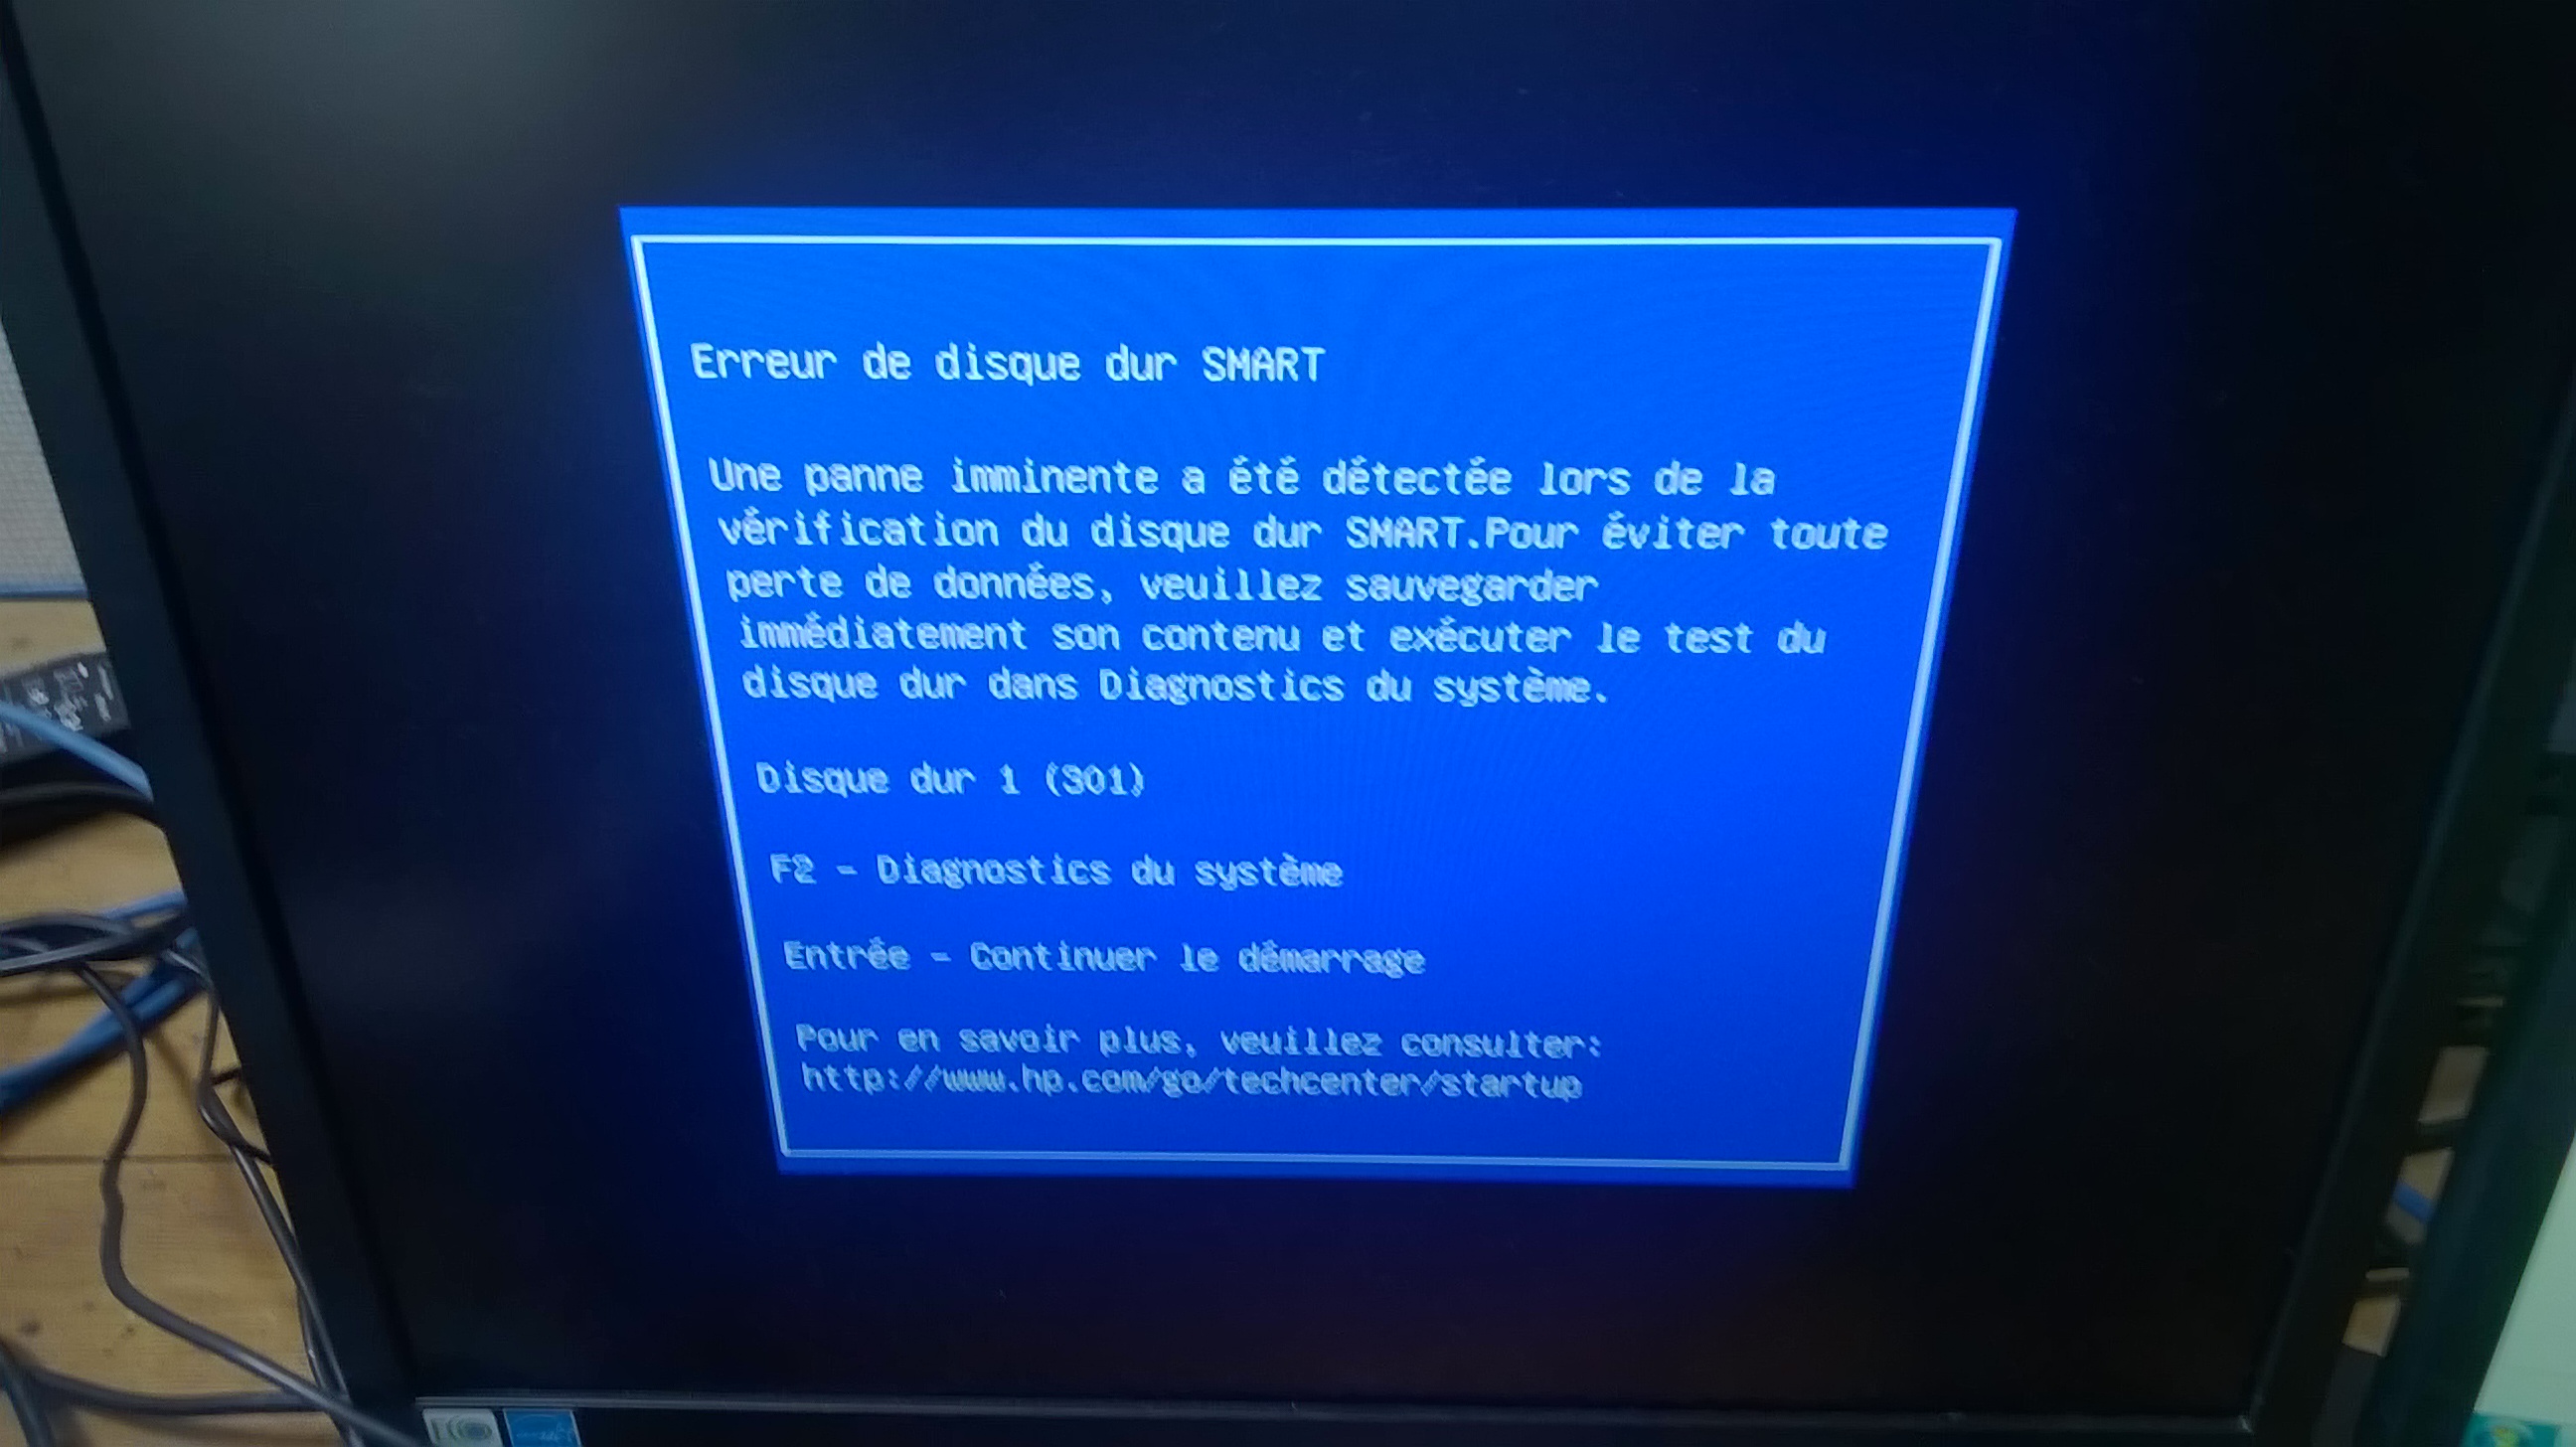 Erreur de disque dur SMART
Une panne imminente a été détectée lors de la
vérification du disque dur SMART.Pour éviter toute
perte de données, veuillez sauvegarder
immédiatement son contenu et exécuter le test du
disque dur dans Diagnostics du système.
Disque dur 1 (301)
F2 - Diagnostics du système
Entrée - Continuer le démarrage
Pour en savoir plus, veuillez consulter:
http://www.hp.com/go/techcenter/startup